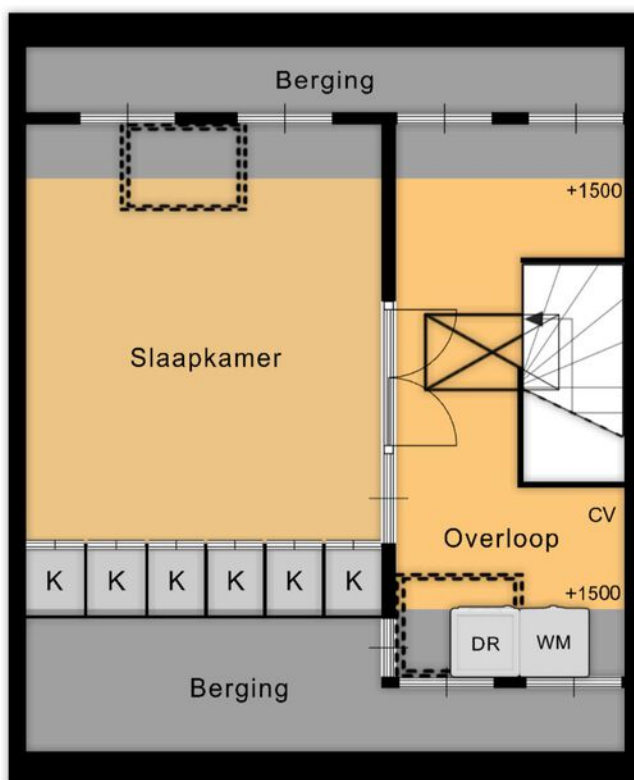 Berging
+1500
Slaapkamer
CV
Overloop
K K K K K K
+1500
DR WM
Berging